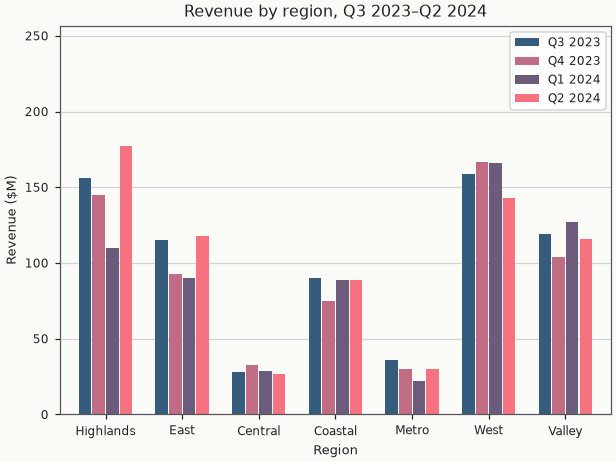 Revenue by region, Q3 2023–Q2 2024
Q3 2023
Q4 2023
Q1 2024
Q2 2024
Revenue ($M)
250
200
150
100
50
0
Highlands
East
Central
Coastal
Metro
West
Valley
Region